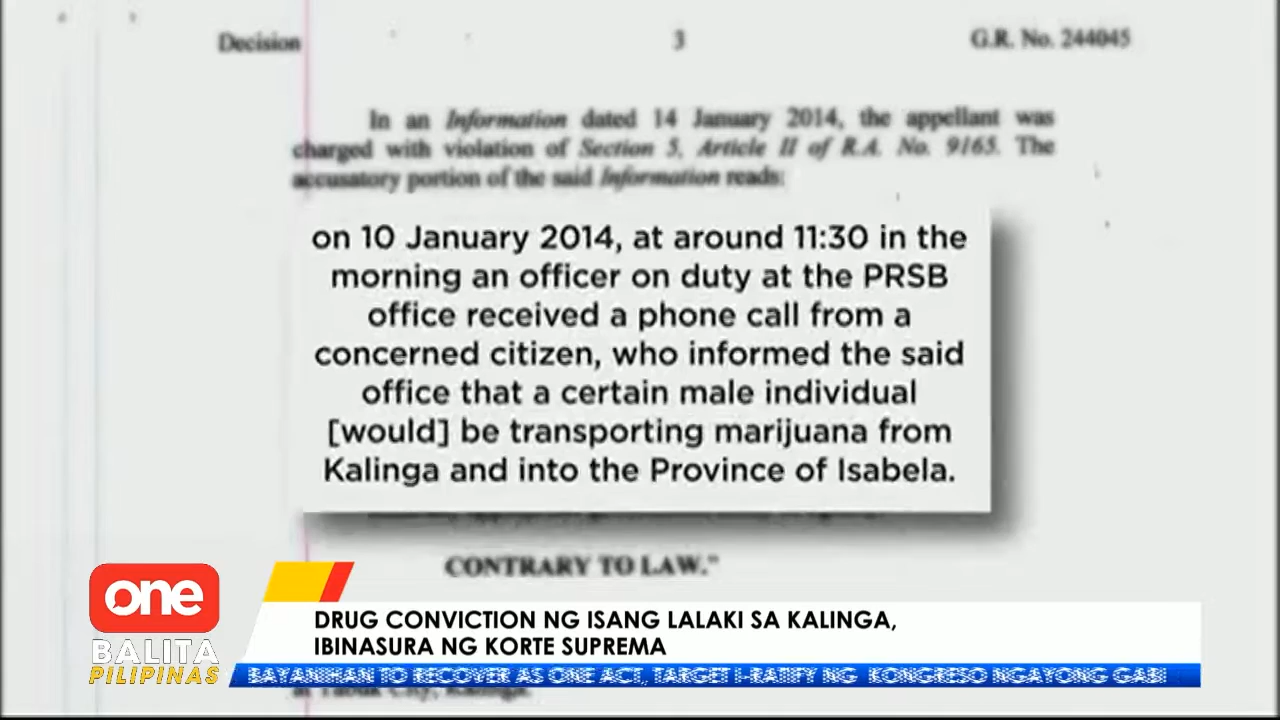 Decision 3 G.R. No. 244045
In an Information dated 14 January 2014, the appellant was
charged with violation of Section 5, Article II of R.A. No. 9165. The
accusatory portion of the said Information reads:
on 10 January 2014, at around 11:30 in the
morning an officer on duty at the PRSB
office received a phone call from a
concerned citizen, who informed the said
office that a certain male individual
[would] be transporting marijuana from
Kalinga and into the Province of Isabela.
CONTRARY TO LAW."
one
BALITA
PILIPINAS
DRUG CONVICTION NG ISANG LALAKI SA KALINGA,
IBINASURA NG KORTE SUPREMA
BAYANIHAN TO RECOVER AS ONE ACT, TARGET I-RATIFY NG KONGRESO NGAYONG GABI